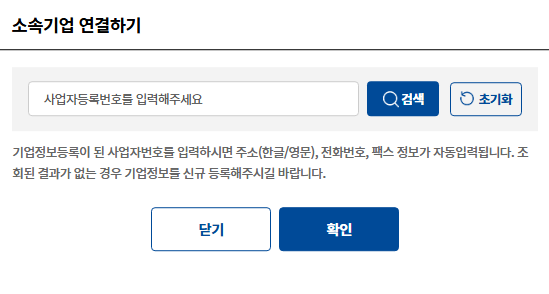 소속기업 연결하기
사업자등록번호를 입력해주세요
검색
초기화
기업정보등록이 된 사업자번호를 입력하시면 주소(한글/영문), 전화번호, 팩스 정보가 자동입력됩니다. 조
회된 결과가 없는 경우 기업정보를 신규 등록해주시길 바랍니다.
닫기
확인